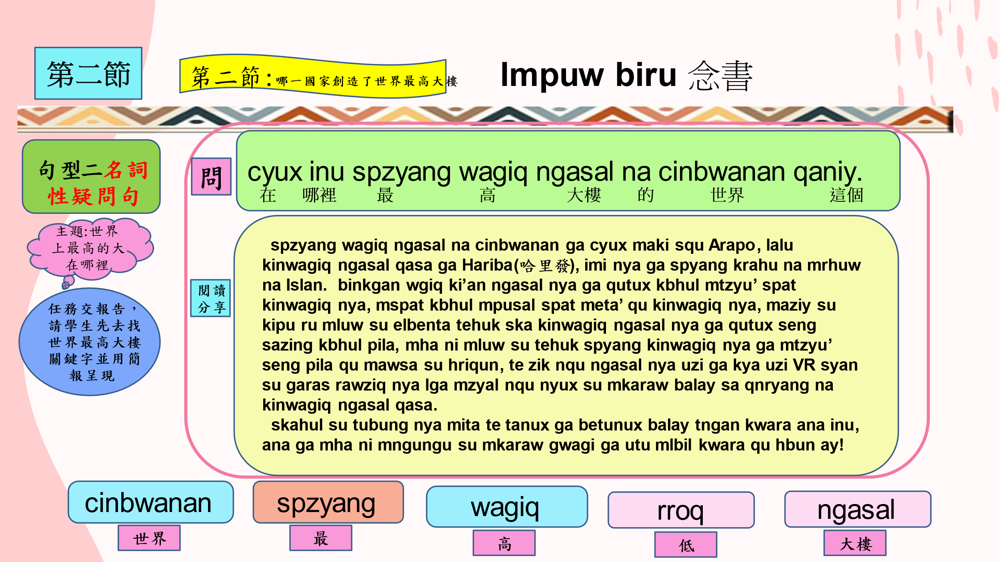 第二節
第二節:哪一國家創造了世界最高大樓
lmpuw biru 念書
句型二名詞
性疑問句
問
cyux inu spzyang wagiq ngasal na cinbwanan qaniy.
在 哪裡 最 高 大樓 的 世界 這個
主題:世界
上最高的大
在哪裡
任務交報告，
請學生先去找
世界最高大樓
關鍵字並用簡
報呈現
閱讀
分享
spzyang wagiq ngasal na cinbwanan ga cyux maki squ Arapo, lalu
kinwagiq ngasal qasa ga Hariba(哈里發), imi nya ga spyang krahu na mrhuw
na Islan. binkgan wgiq ki’an ngasal nya ga qutux kbhul mtzyu’ spat
kinwagiq nya, mspat kbhul mpusal spat meta’ qu kinwagiq nya, maziy su
kipu ru mluw su elbenta tehuk ska kinwagiq ngasal nya ga qutux seng
sazing kbhul pila, mha ni mluw su tehuk spyang kinwagiq nya ga mtzyu’
seng pila qu mawsa su hriqun, te zik nqu ngasal nya uzi ga kya uzi VR syan
su garas rawziq nya lga mzyal nqu nyux su mkaraw balay sa qnryang na
kinwagiq ngasal qasa.
skahul su tubung nya mita te tanux ga betunux balay tngan kwara ana inu,
ana ga mha ni mngungu su mkaraw gwagi ga utu mlbil kwara qu hbun ay!
cinbwanan
世界
spzyang
最
wagiq
高
rroq
低
ngasal
大樓